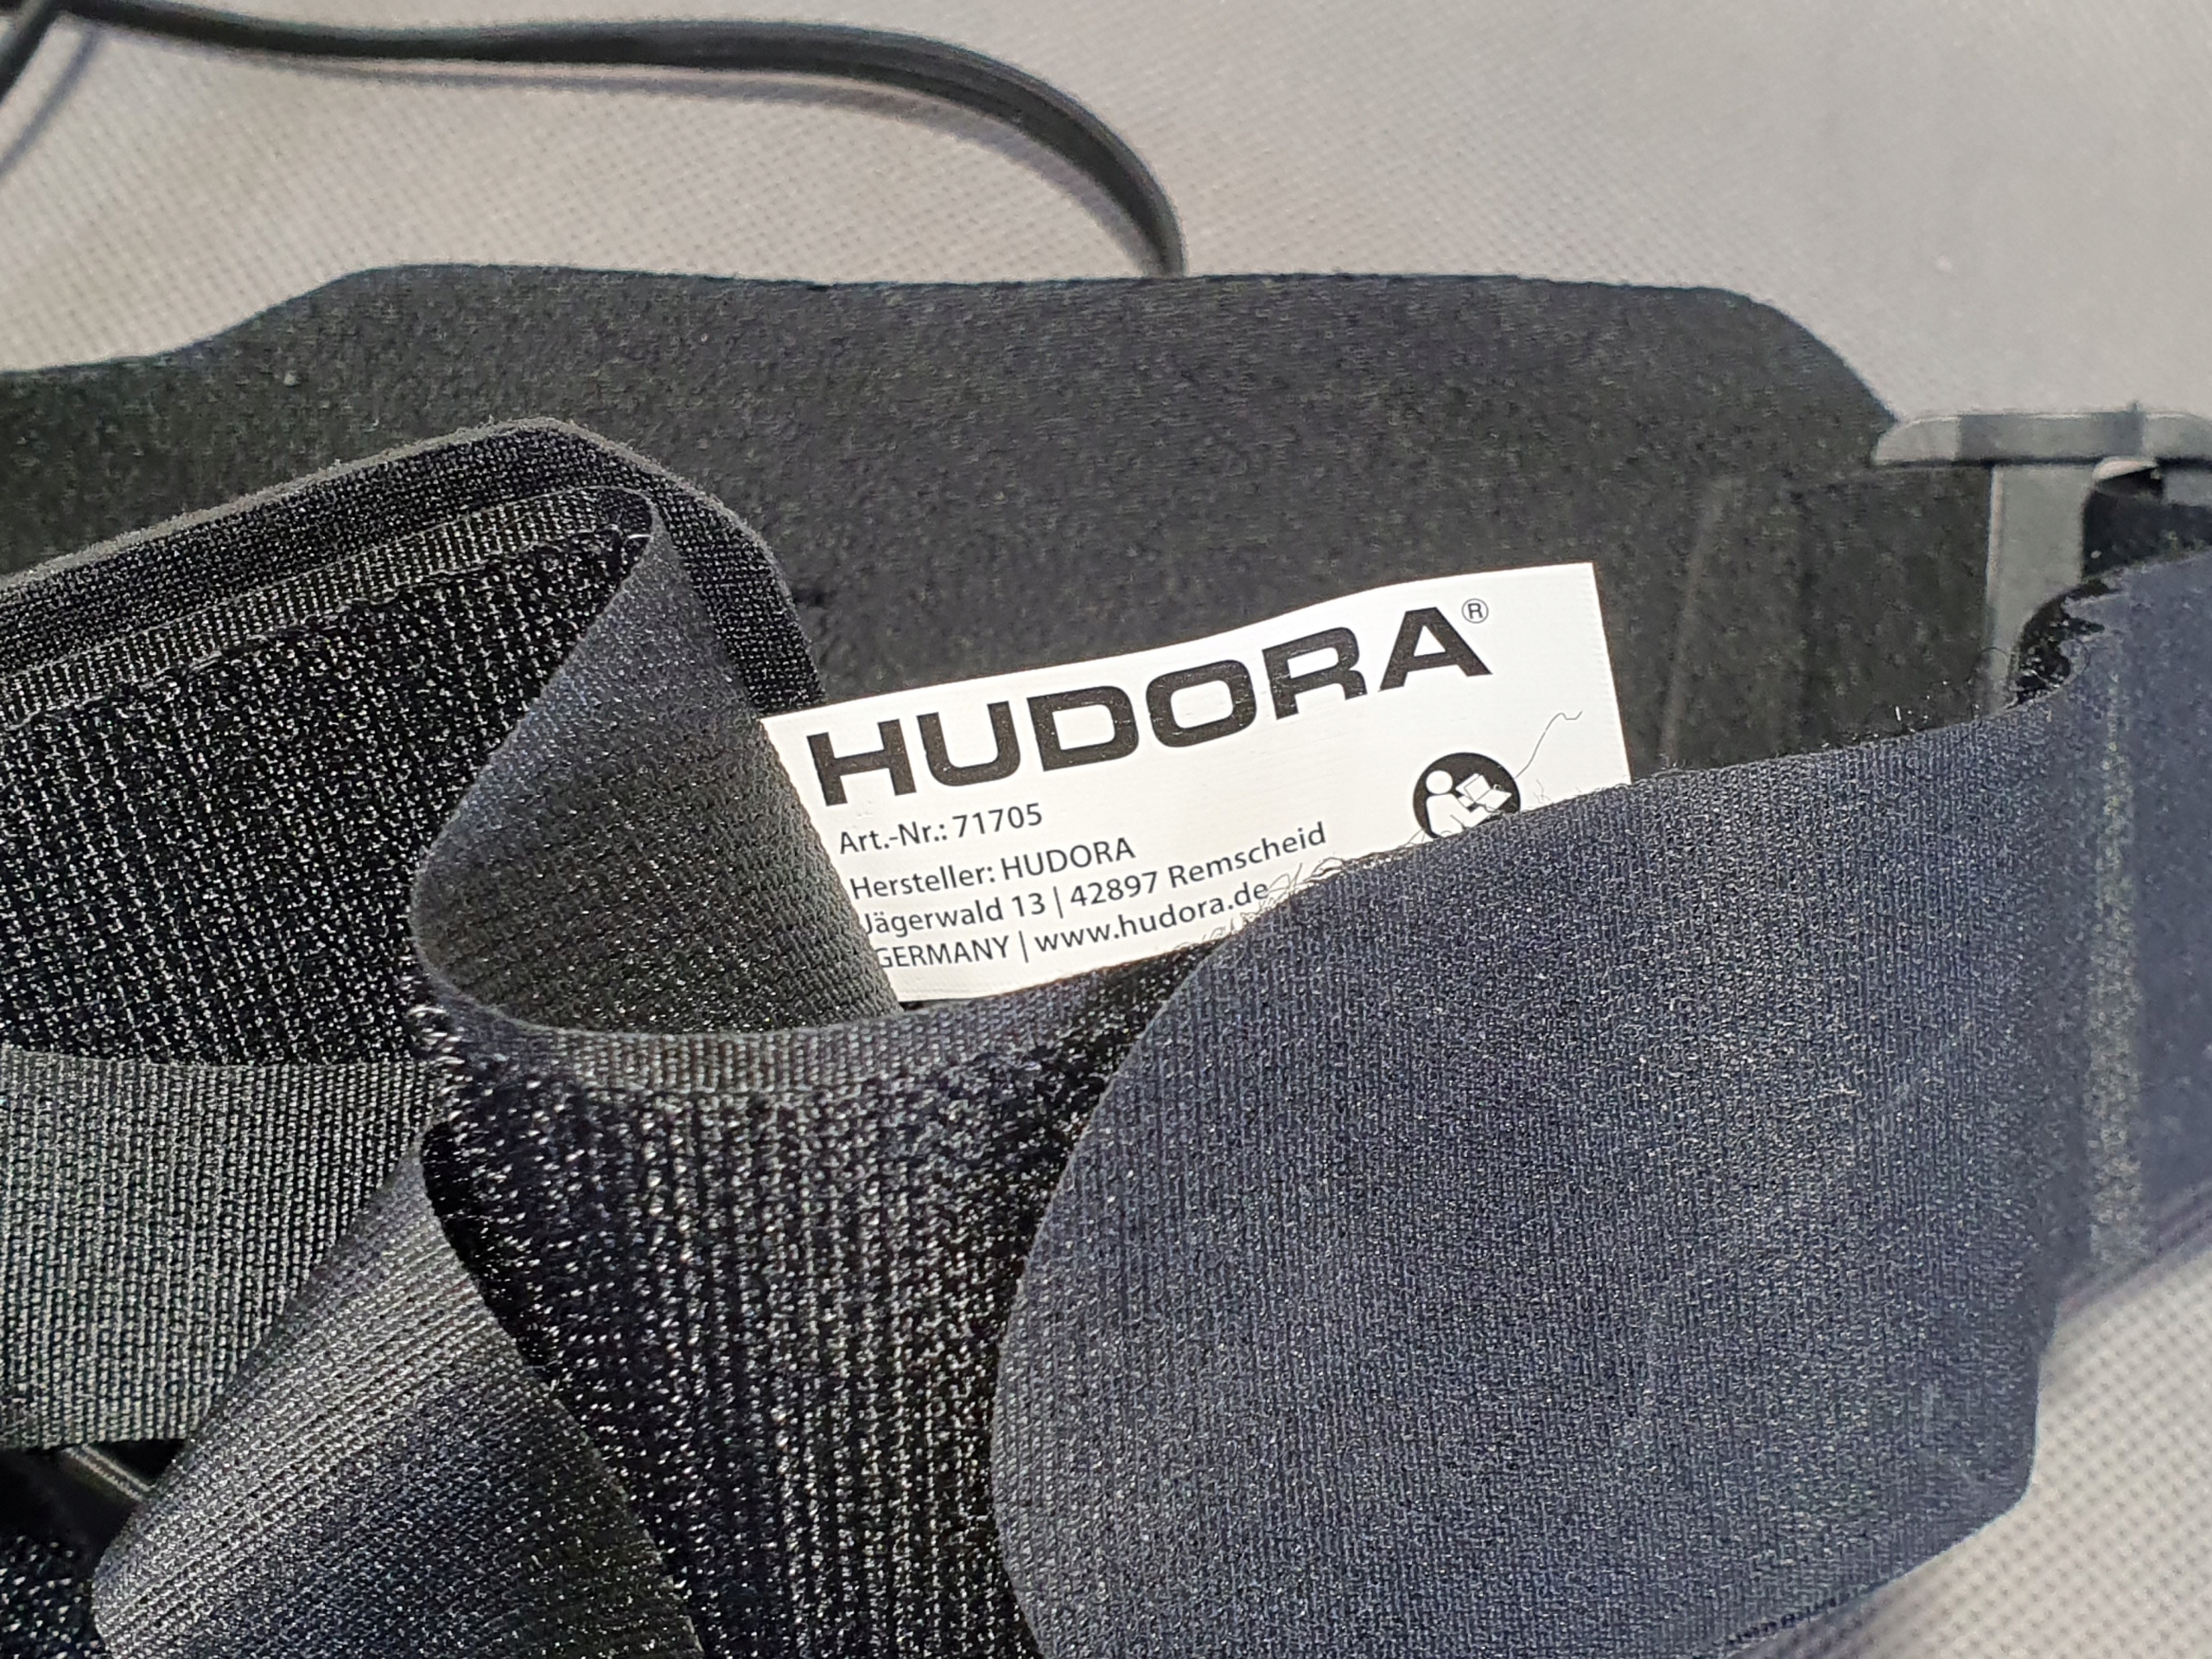 HUDORA®
Art.-Nr.: 71705
Hersteller: HUDORA
Jägerwald 13 | 42897 Remscheid
GERMANY | www.hudora.de